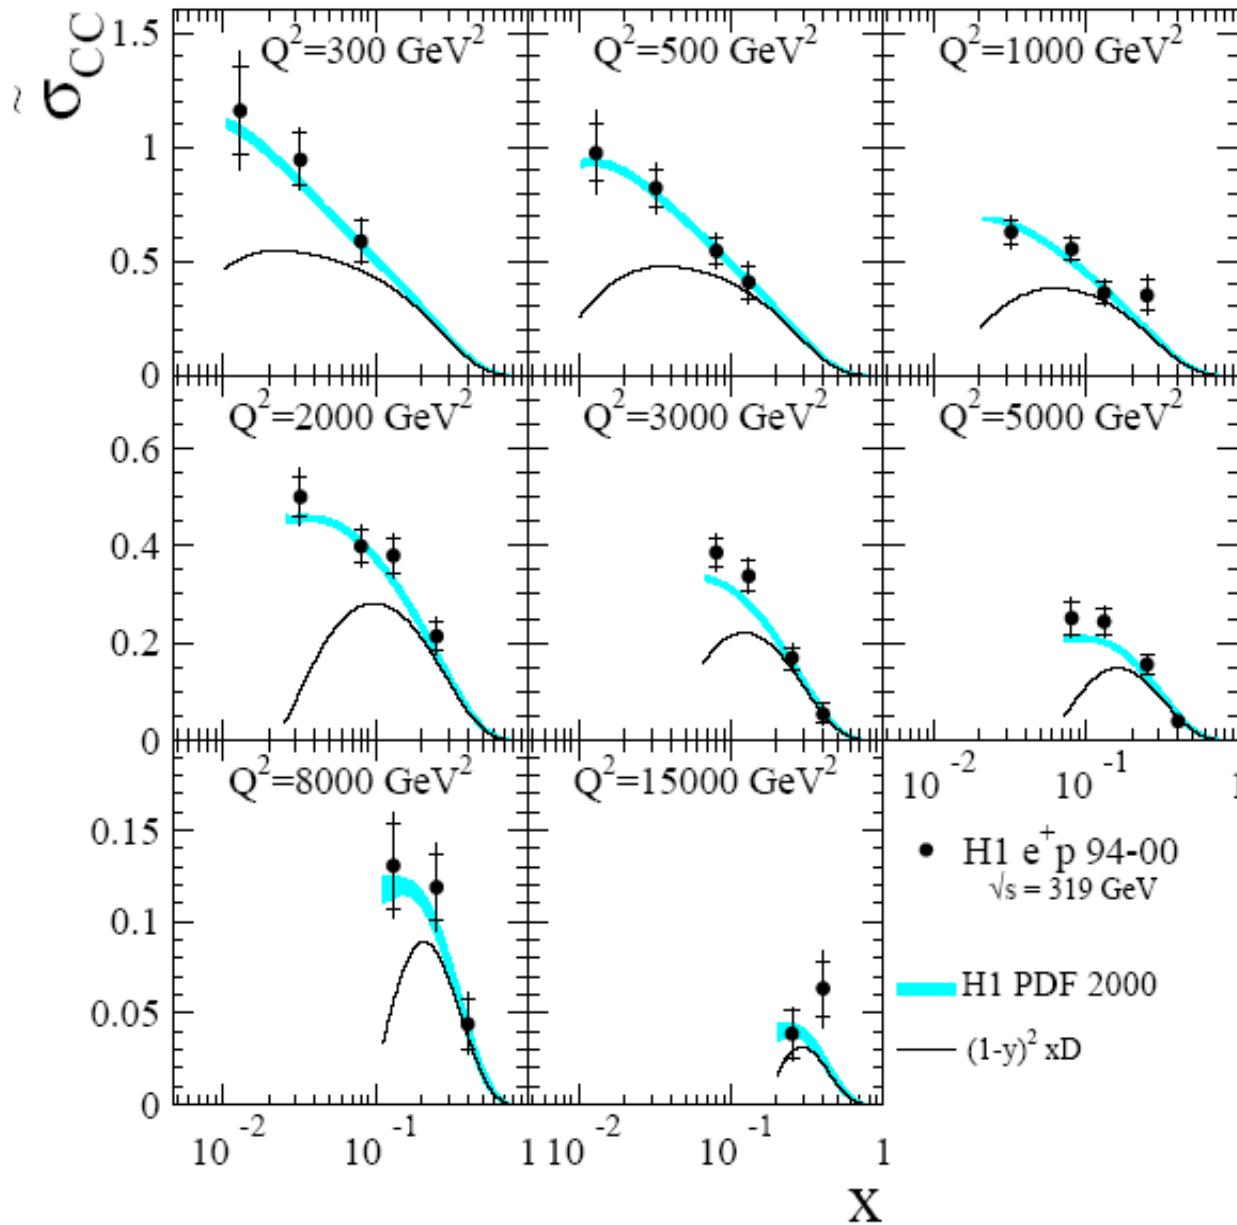 σ̃CC
Q²=300 GeV²
Q²=500 GeV²
Q²=1000 GeV²
1.5
1
0.5
0
Q²=2000 GeV²
Q²=3000 GeV²
Q²=5000 GeV²
0.6
0.4
0.2
0
10⁻² 10⁻¹ 1
Q²=8000 GeV²
Q²=15000 GeV²
0.15
0.1
0.05
0
H1 e⁺p 94-00
√s = 319 GeV
H1 PDF 2000
(1-y)² xD
10⁻² 10⁻¹ 1 10⁻² 10⁻¹ 1
X